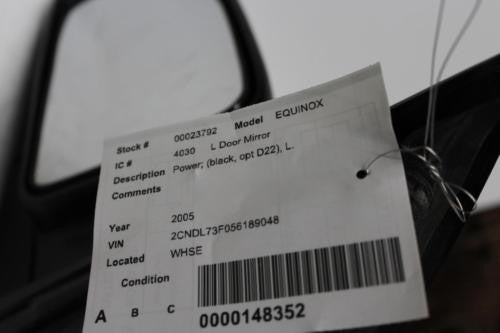 Stock # 00023792 Model EQUINOX
IC # 4030 L Door Mirror
Description Power; (black, opt D22), L.
Comments
Year 2005
VIN 2CNDL73F056189048
Located WHSE
Condition
A B C
0000148352